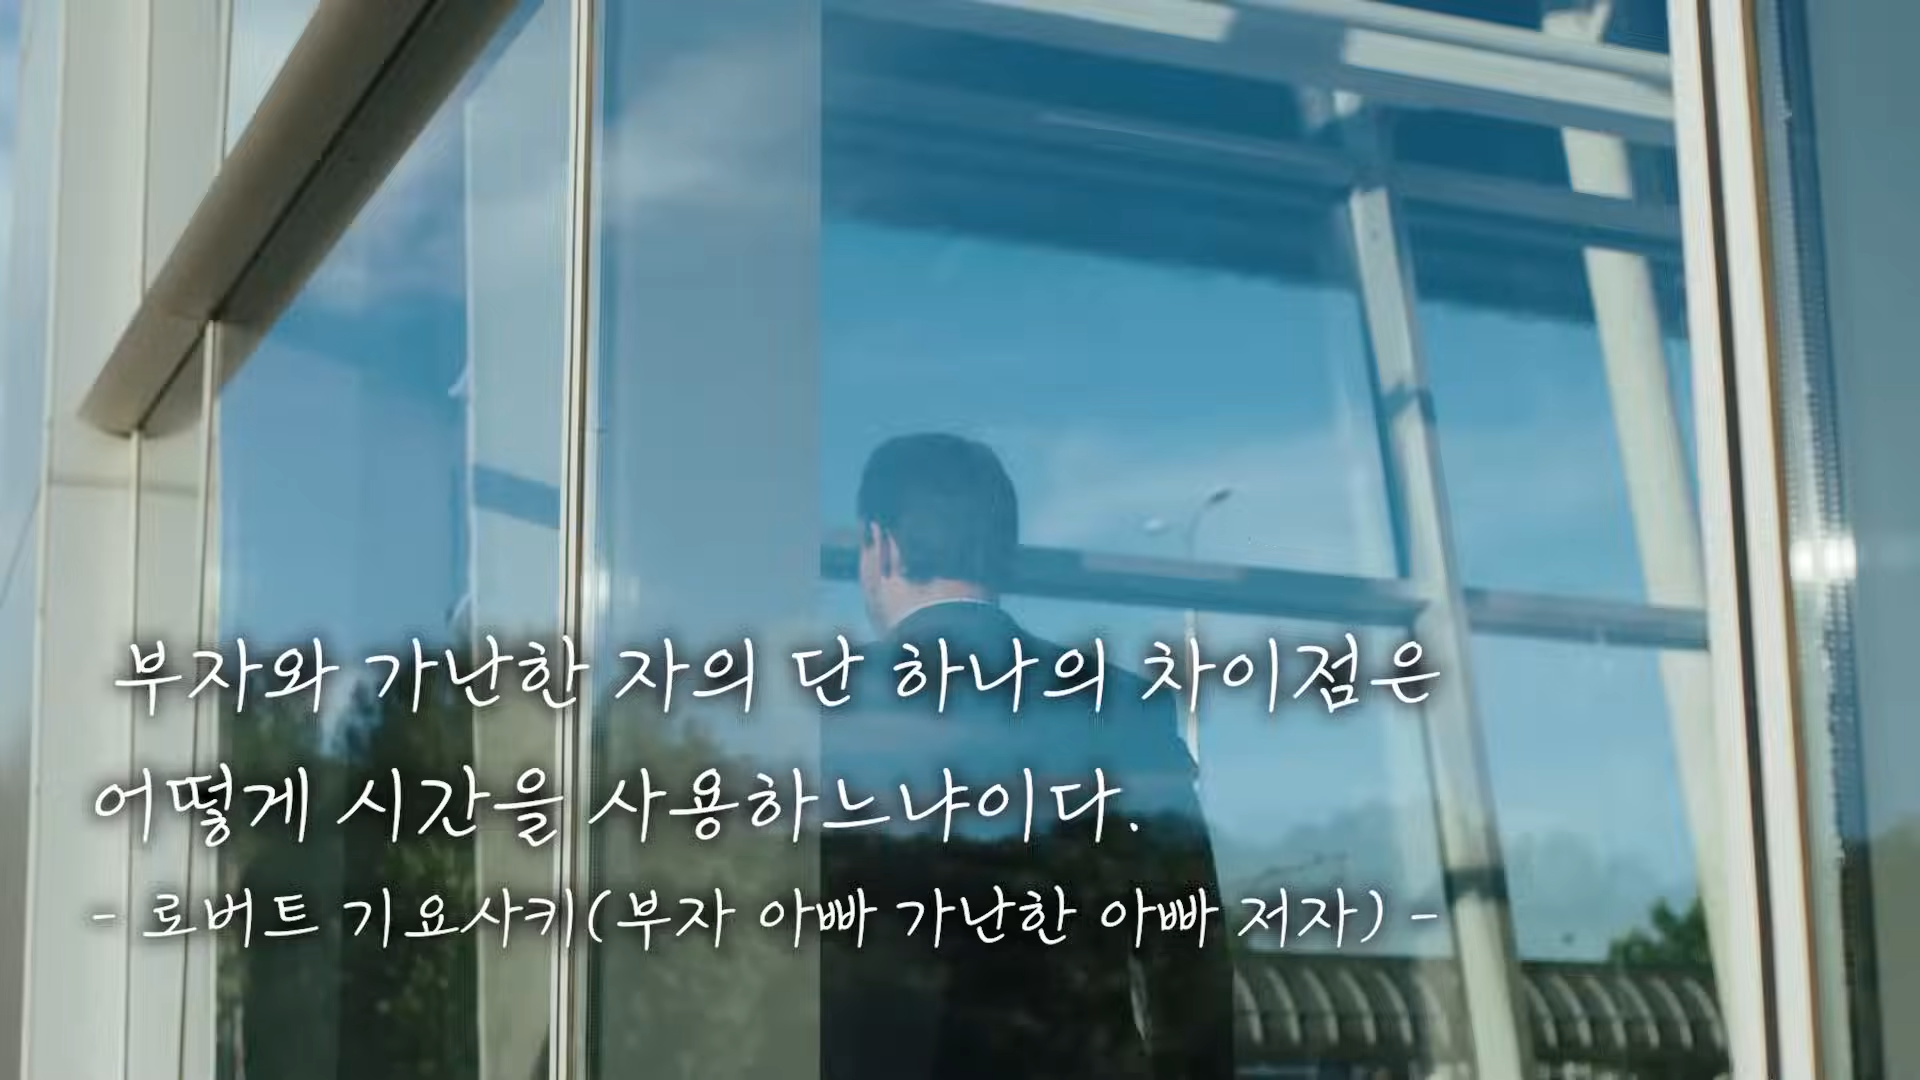 부자와 가난한 자의 단 하나의 차이점은
어떻게 시간을 사용하느냐이다.
- 로버트 기요사키(부자 아빠 가난한 아빠 저자) -